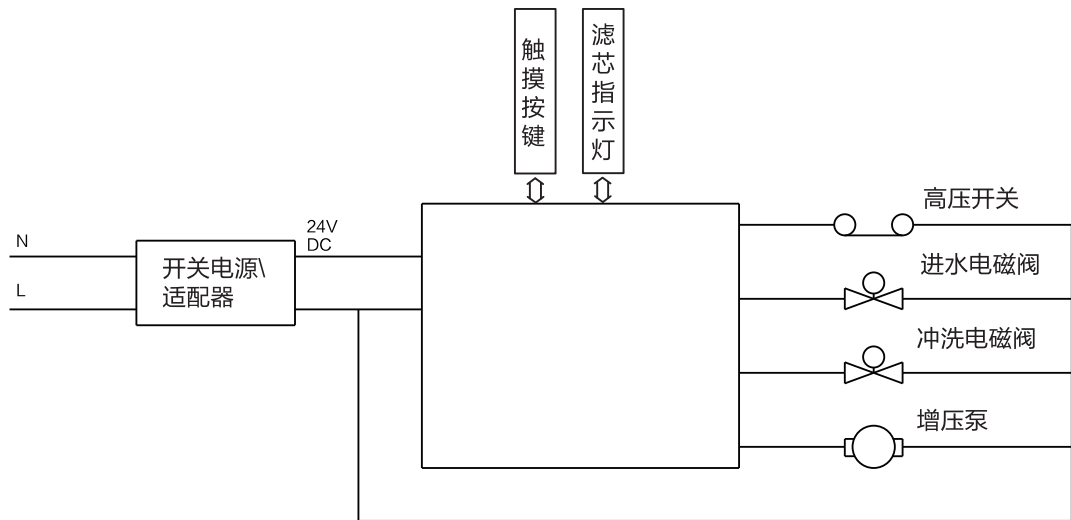 触摸按键
滤芯指示灯
高压开关
N
24V
DC
进水电磁阀
开关电源\
适配器
L
冲洗电磁阀
增压泵